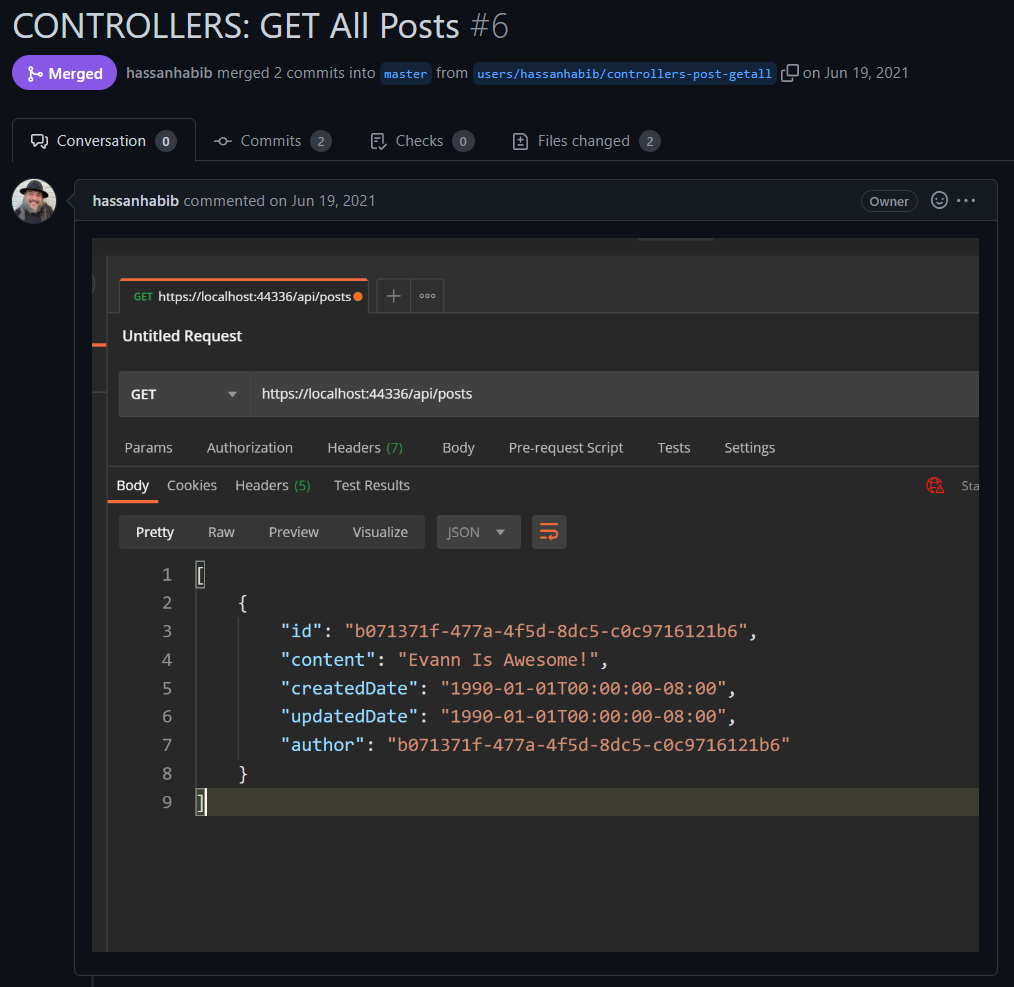 CONTROLLERS: GET All Posts #6
Merged hassanhabib merged 2 commits into master from users/hassanhabib/controllers-post-getall on Jun 19, 2021
Conversation 0 Commits 2 Checks 0 Files changed 2
hassanhabib commented on Jun 19, 2021 Owner
GET https://localhost:44336/api/posts
Untitled Request
GET https://localhost:44336/api/posts
Params Authorization Headers (7) Body Pre-request Script Tests Settings
Body Cookies Headers (5) Test Results Sta
Pretty Raw Preview Visualize JSON
1 [
2 {
3 "id": "b071371f-477a-4f5d-8dc5-c0c9716121b6",
4 "content": "Evann Is Awesome!",
5 "createdDate": "1990-01-01T00:00:00-08:00",
6 "updatedDate": "1990-01-01T00:00:00-08:00",
7 "author": "b071371f-477a-4f5d-8dc5-c0c9716121b6"
8 }
9 ]